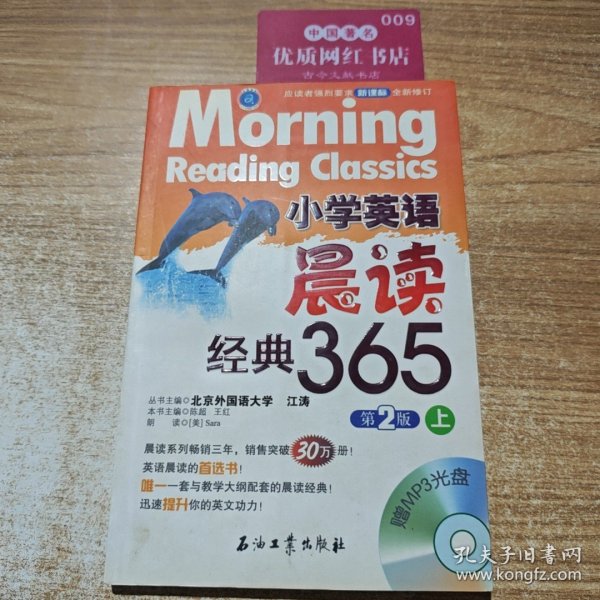 009
中国著名
优质网红书店
古今文献书店
应读者强烈要求 新课标 全新修订
Morning
Reading Classics
小学英语
晨读
经典365
丛书主编◎北京外国语大学 江涛
本书主编◎陈超 王红
朗 读◎[美] Sara
第2版 上
晨读系列畅销三年，销售突破30万册！
英语晨读的首选书！
唯一一套与教学大纲配套的晨读经典！
迅速提升你的英文功力！
赠MP3光盘
石油工业出版社
孔夫子旧书网
www.kongfz.com